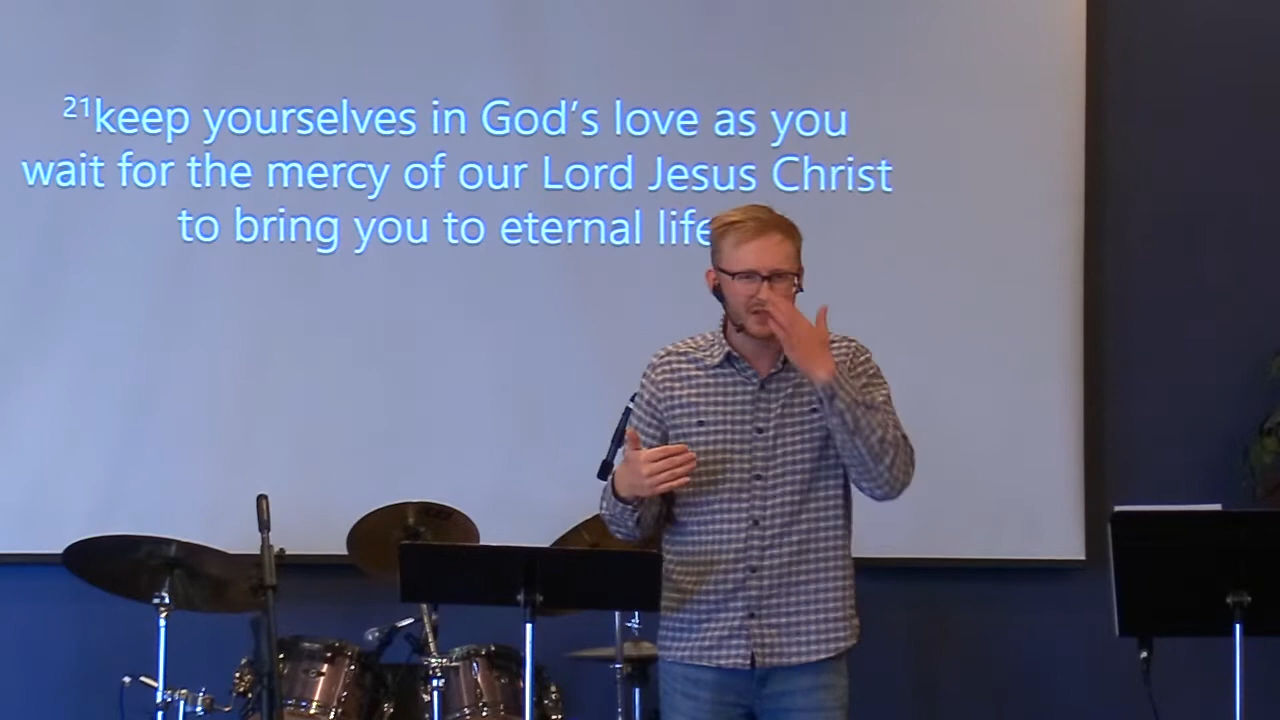 ²¹keep yourselves in God's love as you
wait for the mercy of our Lord Jesus Christ
to bring you to eternal life